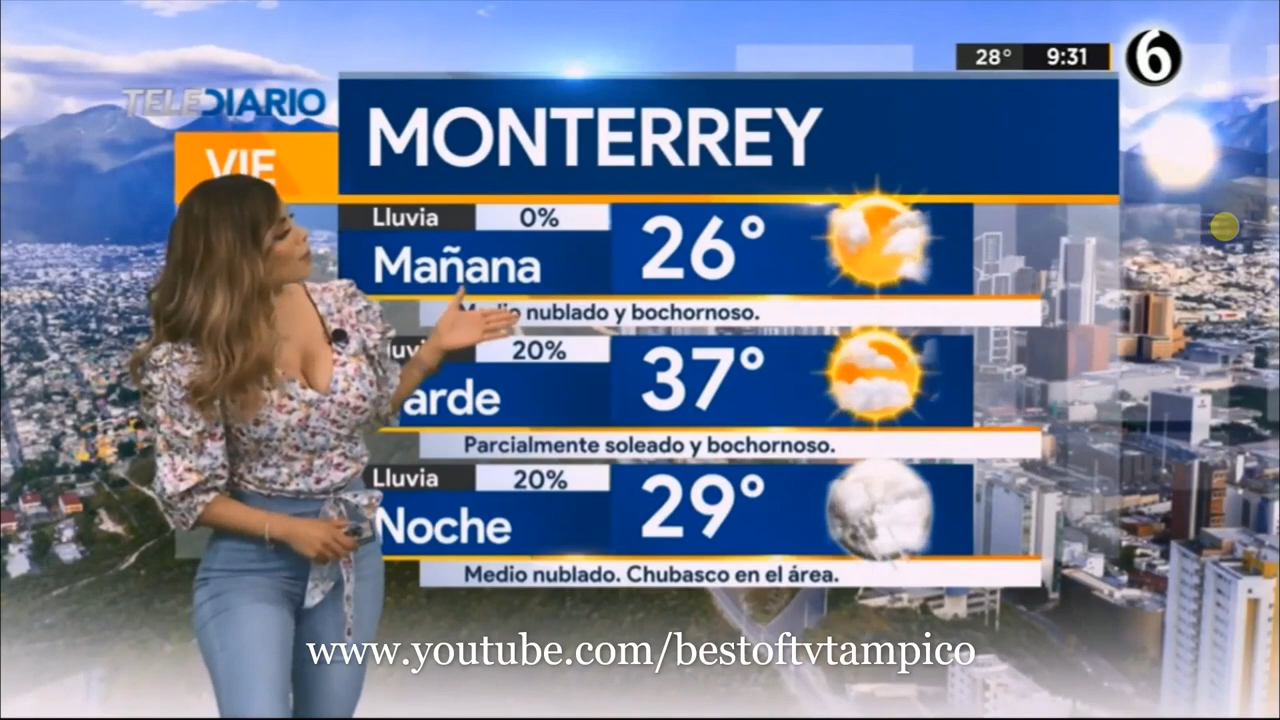 28° 9:31 6
TELEDIARIO
VIE
MONTERREY
Lluvia 0%
Mañana 26°
nublado y bochornoso.
20%
37°
Parcialmente soleado y bochornoso.
Lluvia 20%
Noche 29°
Medio nublado. Chubasco en el área.
www.youtube.com/bestoftvtampico